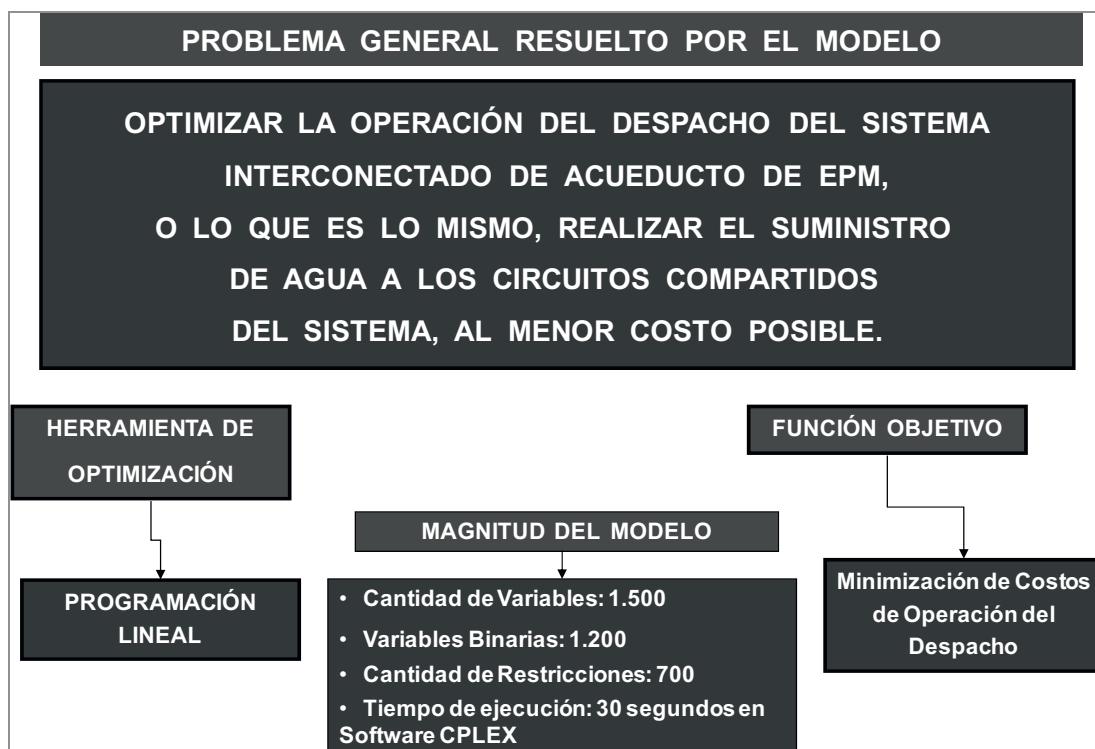 PROBLEMA GENERAL RESUELTO POR EL MODELO
OPTIMIZAR LA OPERACIÓN DEL DESPACHO DEL SISTEMA
INTERCONECTADO DE ACUEDUCTO DE EPM,
O LO QUE ES LO MISMO, REALIZAR EL SUMINISTRO
DE AGUA A LOS CIRCUITOS COMPARTIDOS
DEL SISTEMA, AL MENOR COSTO POSIBLE.
HERRAMIENTA DE
OPTIMIZACIÓN
PROGRAMACIÓN
LINEAL
MAGNITUD DEL MODELO
• Cantidad de Variables: 1.500
• Variables Binarias: 1.200
• Cantidad de Restricciones: 700
• Tiempo de ejecución: 30 segundos en
Software CPLEX
FUNCIÓN OBJETIVO
Minimización de Costos
de Operación del
Despacho